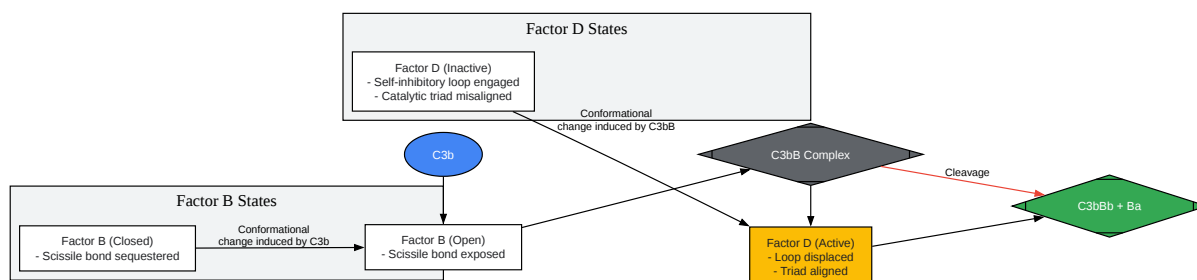 Factor D States
Factor D (Inactive)
- Self-inhibitory loop engaged
- Catalytic triad misaligned
Conformational
change induced by C3bB
C3b
C3bB Complex
Cleavage
C3bBb + Ba
Factor B States
Factor B (Closed)
- Scissile bond sequestered
Conformational
change induced by C3b
Factor B (Open)
- Scissile bond exposed
Factor D (Active)
- Loop displaced
- Triad aligned